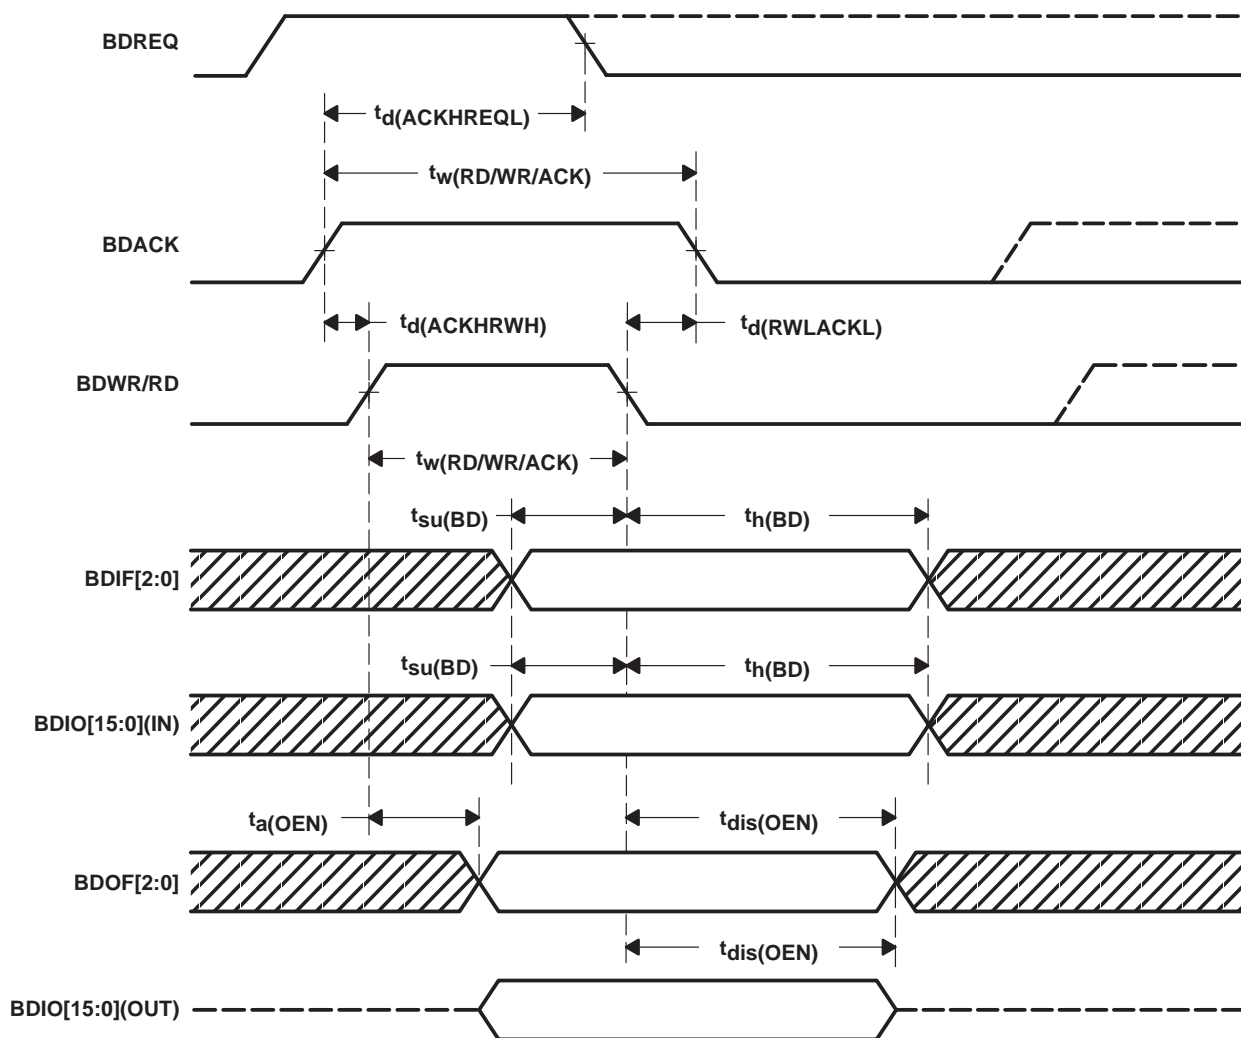 BDREQ
td(ACKHREQL)
tw(RD/WR/ACK)
BDACK
td(ACKHRWH)
td(RWLACKL)
BDWR/RD
tw(RD/WR/ACK)
tsu(BD)
th(BD)
BDIF[2:0]
tsu(BD)
th(BD)
BDIO[15:0](IN)
ta(OEN)
tdis(OEN)
BDOF[2:0]
tdis(OEN)
BDIO[15:0](OUT)